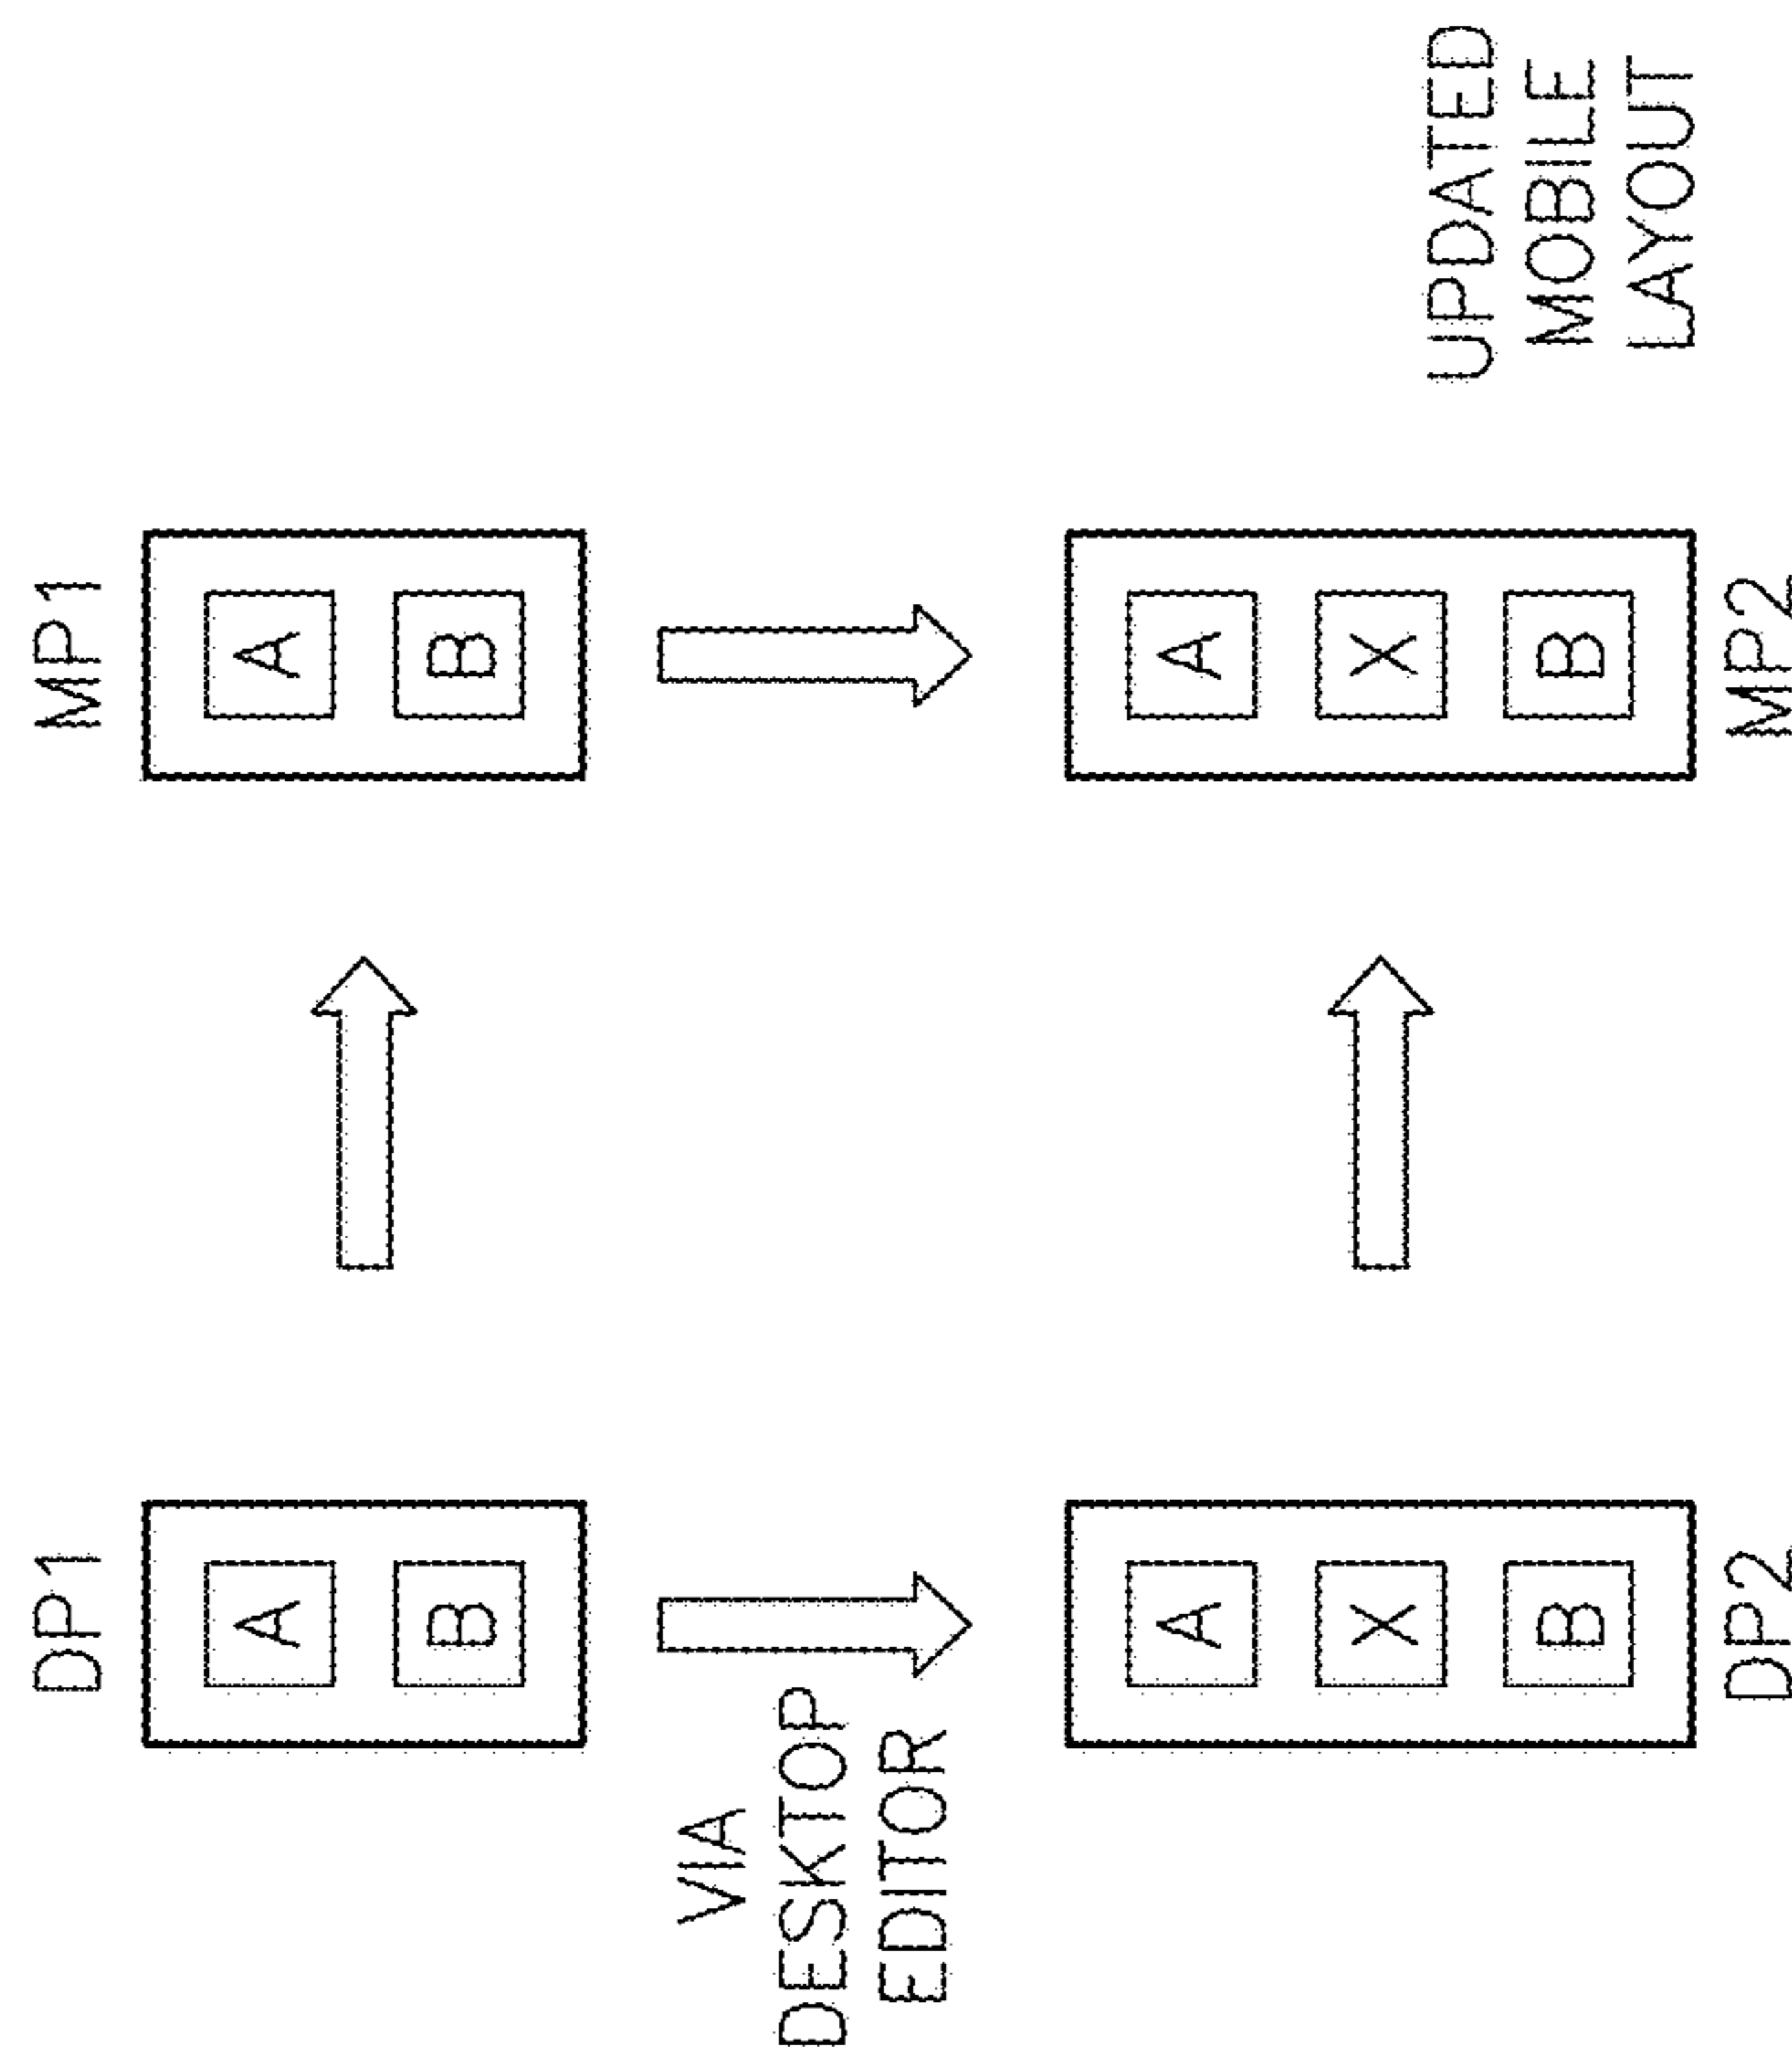 DP1
MP1
A
A
B
B
VIA
DESKTOP
EDITOR
A
A
X
X
B
B
UPDATED
MOBILE
LAYOUT
DP2
MP2